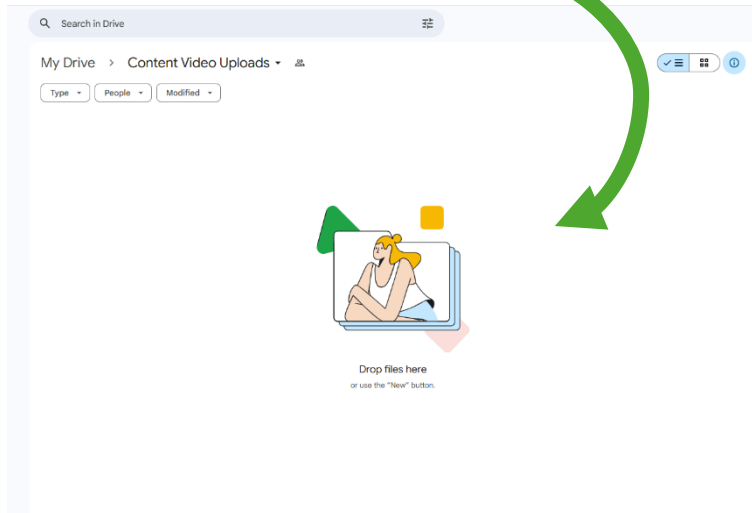 Search in Drive
My Drive > Content Video Uploads
Type People Modified
Drop files here
or use the "New" button.